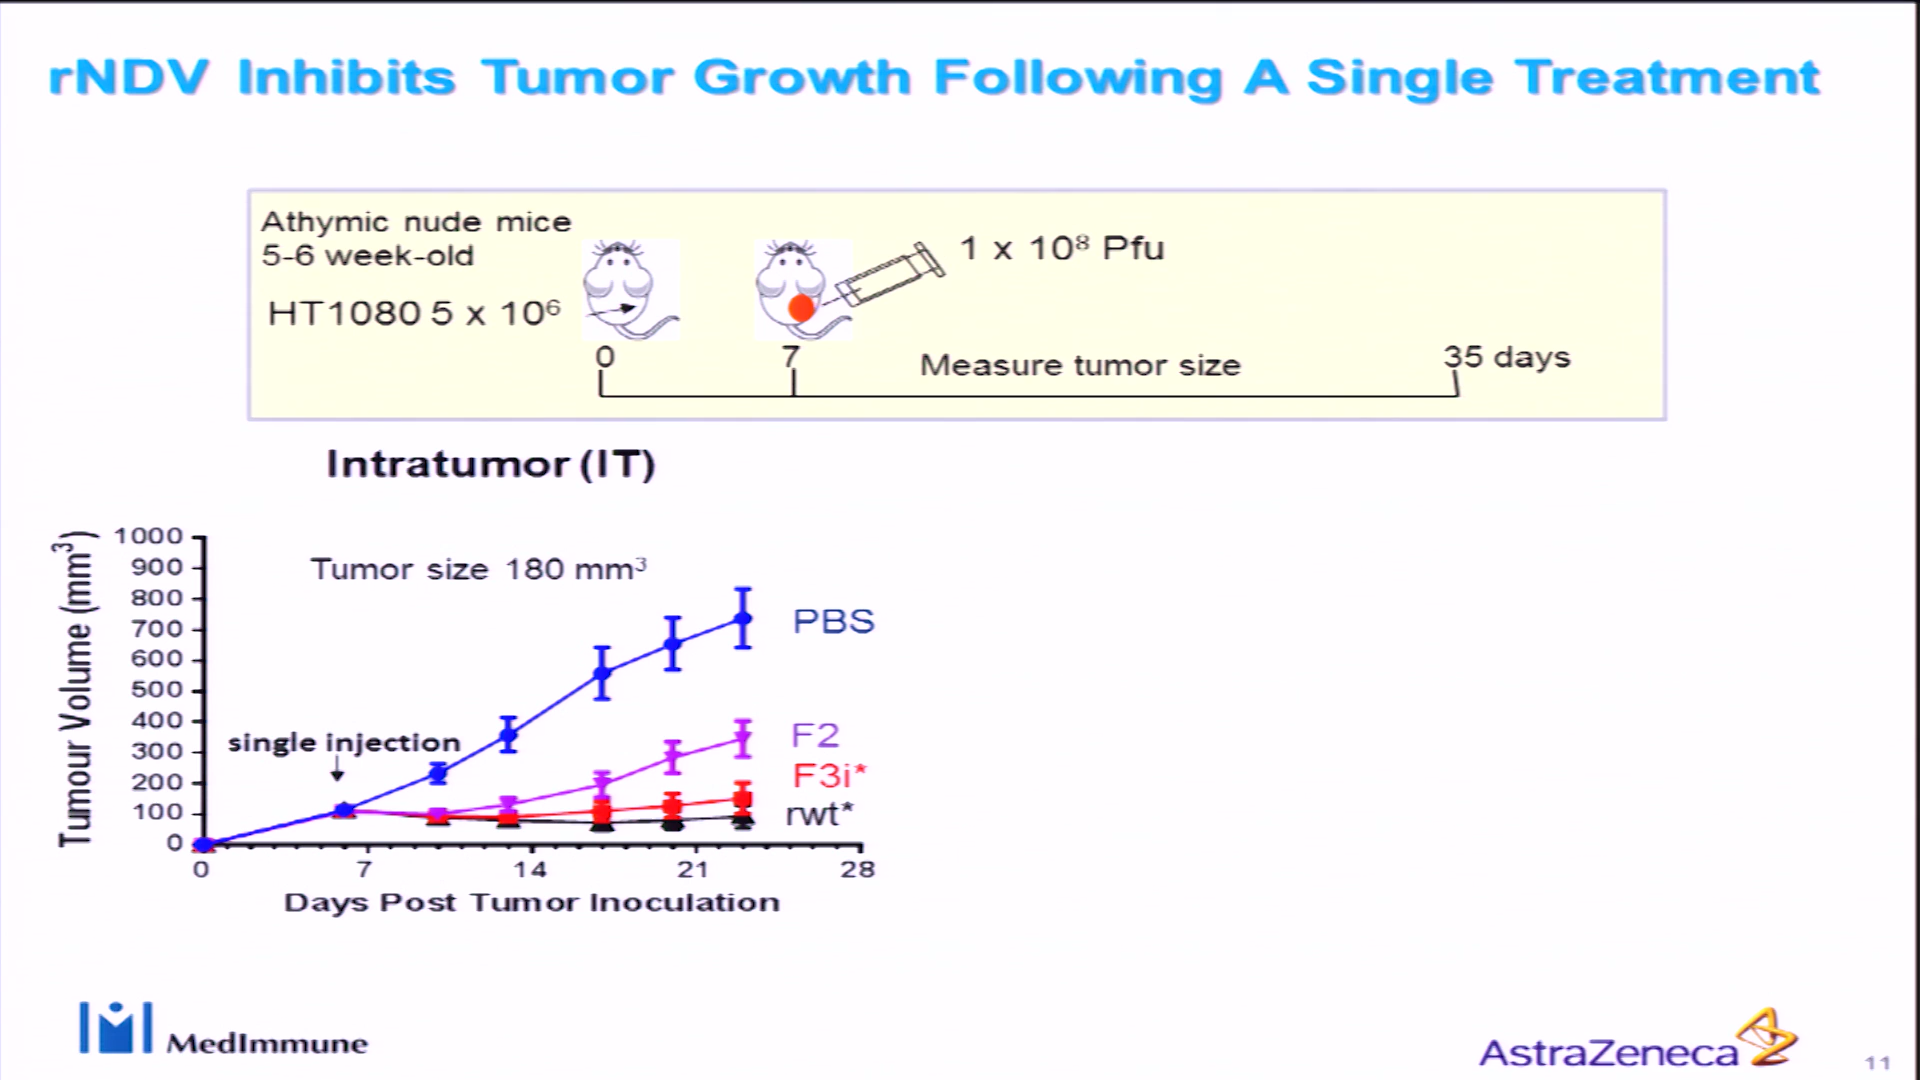 rNDV Inhibits Tumor Growth Following A Single Treatment
Athymic nude mice
5-6 week-old
HT1080 5 x 10⁶
1 x 10⁸ Pfu
0
7
Measure tumor size
35 days
Intratumor (IT)
Tumour Volume (mm³)
1000
900
800
700
600
500
400
300
200
100
0
Tumor size 180 mm³
single injection
PBS
F2
F3i*
rwt*
0 7 14 21 28
Days Post Tumor Inoculation
MedImmune
AstraZeneca
11